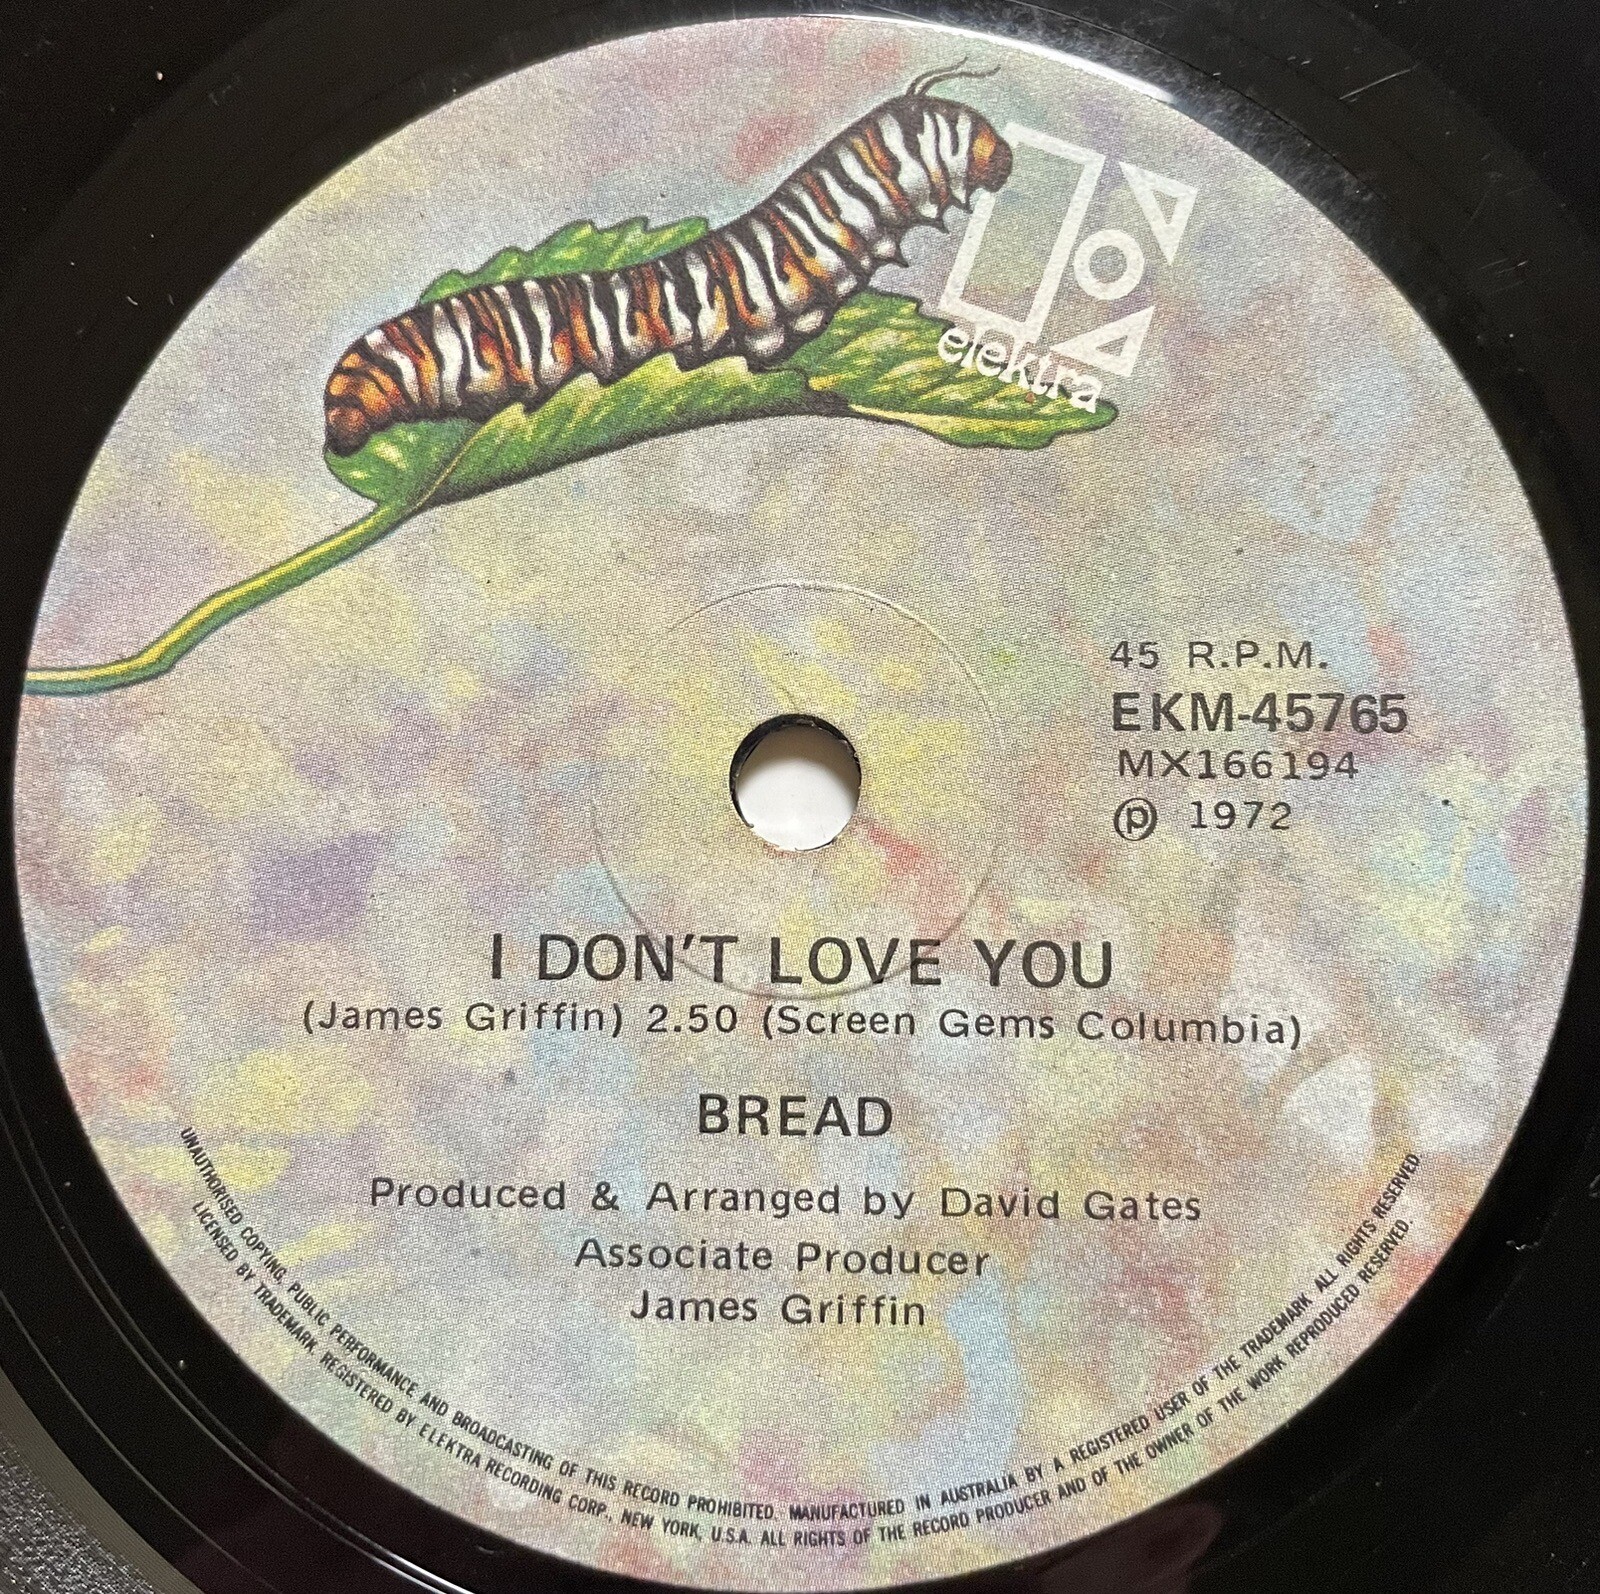 elektra
45 R.P.M.
EKM-45765
MX166194
Ⓟ 1972
I DON'T LOVE YOU
(James Griffin) 2.50 (Screen Gems Columbia)
BREAD
Produced & Arranged by David Gates
Associate Producer
James Griffin
UNAUTHORISED COPYING, PUBLIC PERFORMANCE AND BROADCASTING OF THIS RECORD PROHIBITED. MANUFACTURED IN AUSTRALIA BY A REGISTERED USER OF THE TRADEMARK ALL RIGHTS RESERVED
LICENSED BY TRADEMARK. REGISTERED BY ELEKTRA RECORDING CORP., NEW YORK, U.S.A. ALL RIGHTS OF THE RECORD PRODUCER AND OF THE OWNER OF THE WORK REPRODUCED RESERVED.